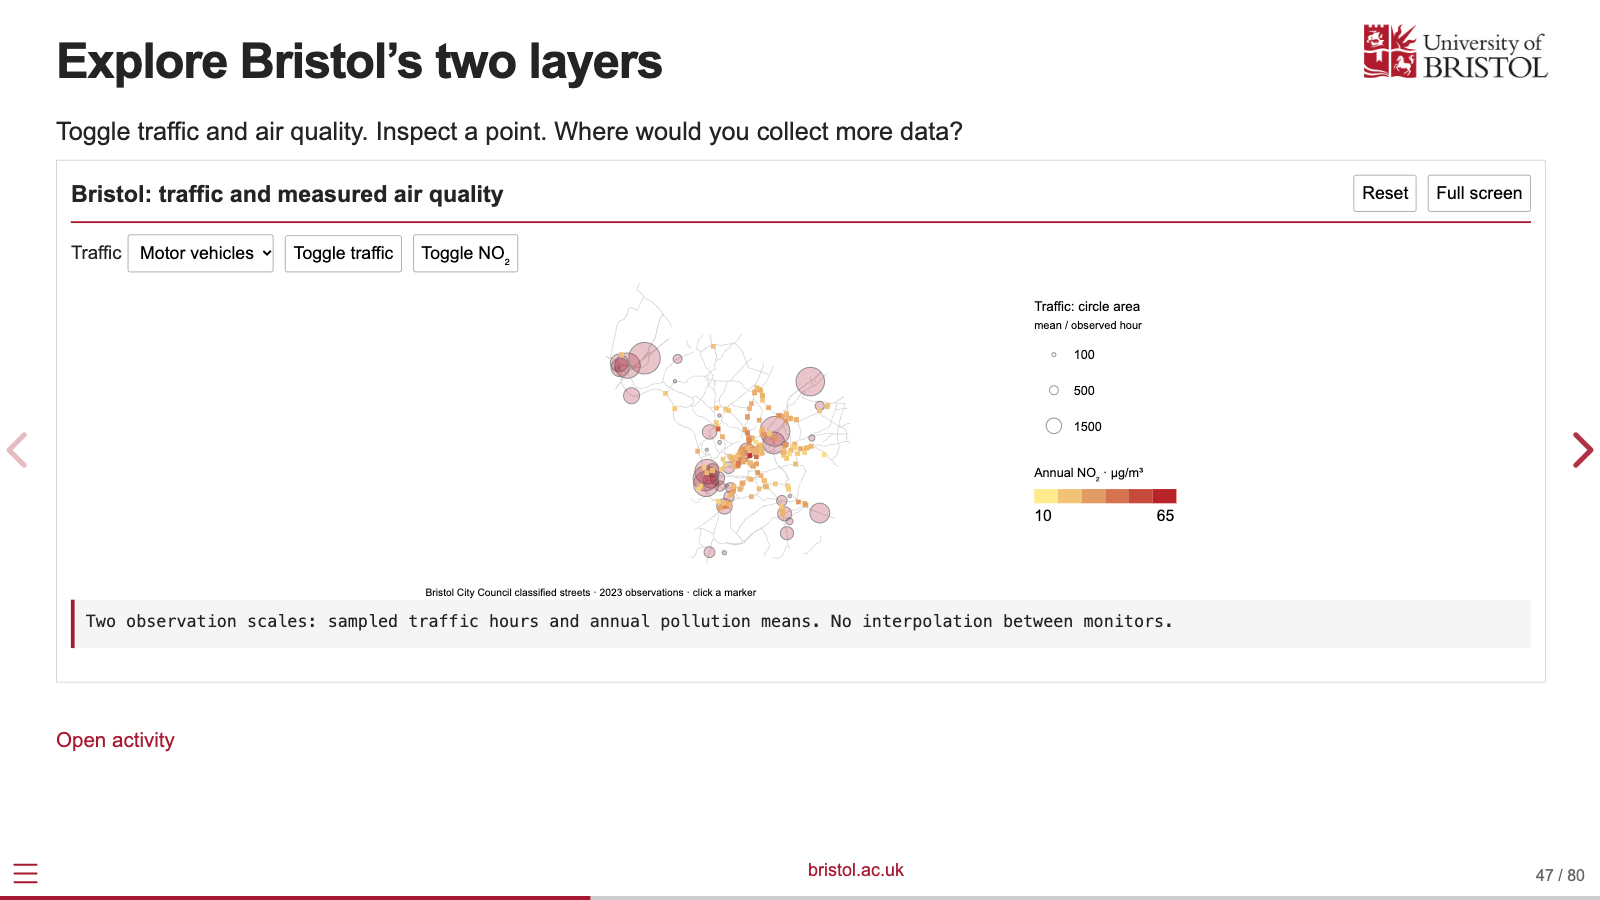 Explore Bristol’s two layers
University of
BRISTOL
Toggle traffic and air quality. Inspect a point. Where would you collect more data?
Bristol: traffic and measured air quality
Reset
Full screen
Traffic
Motor vehicles
Toggle traffic
Toggle NO₂
Traffic: circle area
mean / observed hour
100
500
1500
Annual NO₂ · µg/m³
10
65
Bristol City Council classified streets · 2023 observations · click a marker
Two observation scales: sampled traffic hours and annual pollution means. No interpolation between monitors.
Open activity
bristol.ac.uk
47 / 80